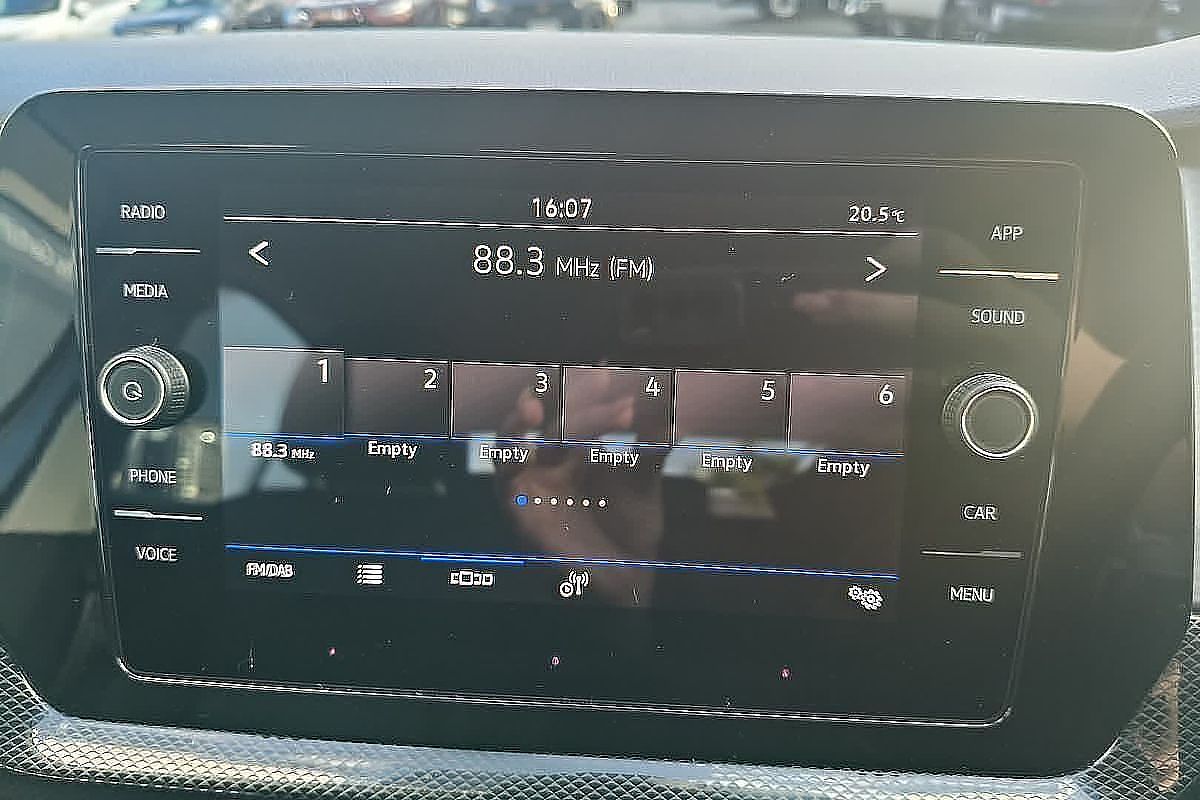 RADIO
MEDIA
PHONE
VOICE
16:07
20.5°C
88.3 MHz (FM)
1
2
3
4
5
6
88.3 MHz
Empty
Empty
Empty
Empty
Empty
FM/DAB
APP
SOUND
CAR
MENU